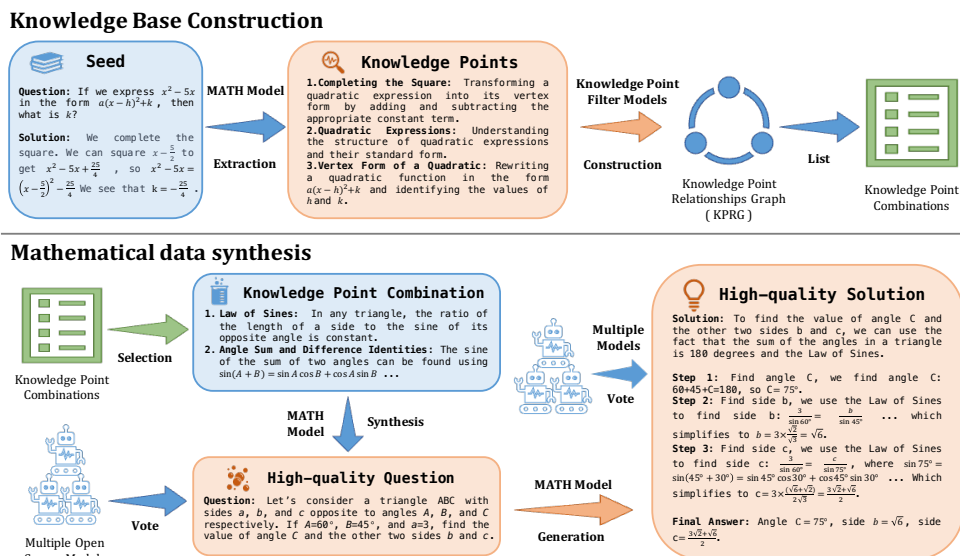 Knowledge Base Construction
Seed
Question: If we express x² − 5x
in the form a(x − h)²+k , then
what is k?
Solution: We complete the
square. We can square x − 5/2 to
get x² − 5x + 25/4 , so x² − 5x =
(x − 5/2)² − 25/4 We see that k = − 25/4 .
MATH Model
Extraction
Knowledge Points
1.Completing the Square: Transforming a
quadratic expression into its vertex
form by adding and subtracting the
appropriate constant term.
2.Quadratic Expressions: Understanding
the structure of quadratic expressions
and their standard form.
3.Vertex Form of a Quadratic: Rewriting
a quadratic function in the form
a(x − h)²+k and identifying the values of
h and k.
Knowledge Point
Filter Models
Construction
Knowledge Point
Relationships Graph
( KPRG )
List
Knowledge Point
Combinations
Mathematical data synthesis
Knowledge Point
Combinations
Selection
Knowledge Point Combination
1. Law of Sines: In any triangle, the ratio of
the length of a side to the sine of its
opposite angle is constant.
2. Angle Sum and Difference Identities: The sine
of the sum of two angles can be found using
sin(A + B) = sin A cos B + cos A sin B ...
MATH
Model
Synthesis
Multiple Open
Vote
High-quality Question
Question: Let's consider a triangle ABC with
sides a, b, and c opposite to angles A, B, and C
respectively. If A=60°, B=45°, and a=3, find the
value of angle C and the other two sides b and c.
MATH Model
Generation
Multiple
Models
Vote
High-quality Solution
Solution: To find the value of angle C and
the other two sides b and c, we can use the
fact that the sum of the angles in a triangle
is 180 degrees and the Law of Sines.
Step 1: Find angle C, we find angle C:
60+45+C=180, so C= 75°.
Step 2: Find side b, we use the Law of Sines
to find side b: 3/sin 60° = b/sin 45° ... which
simplifies to b = 3×√2/√3 = √6.
Step 3: Find side c, we use the Law of Sines
to find side c: 3/sin 60° = c/sin 75° , where sin 75° =
sin(45° + 30°) = sin 45° cos 30° + cos 45° sin 30° ... Which
simplifies to c= 3×(√6+√2)/2√3 = 3√2+√6/2.
Final Answer: Angle C = 75°, side b = √6, side
c= 3√2+√6/2.